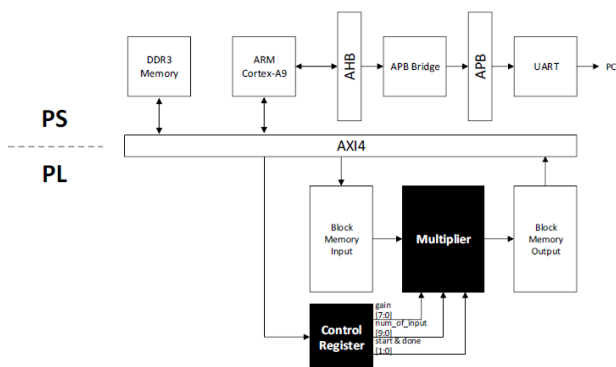 DDR3
Memory
ARM
Cortex-A9
AHB
APB Bridge
APB
UART
PC
PS
AXI4
PL
Block
Memory
Input
Multiplier
Block
Memory
Output
gain
[7:0]
num_of_input
[9:0]
start & done
[1:0]
Control
Register